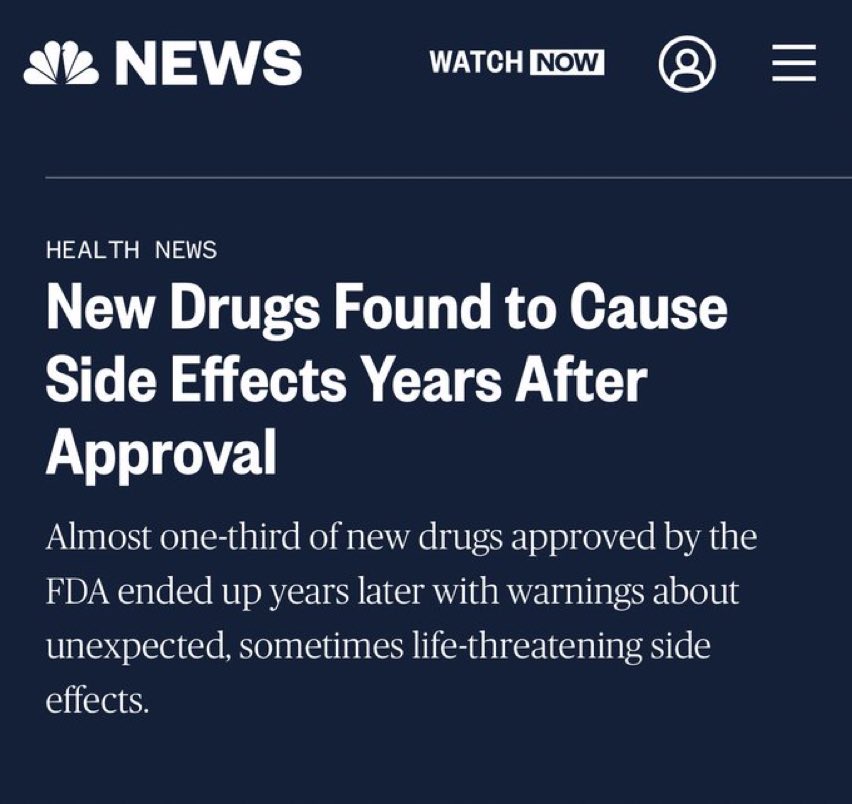 NEWS
WATCH NOW
HEALTH NEWS
New Drugs Found to Cause
Side Effects Years After
Approval
Almost one-third of new drugs approved by the
FDA ended up years later with warnings about
unexpected, sometimes life-threatening side
effects.